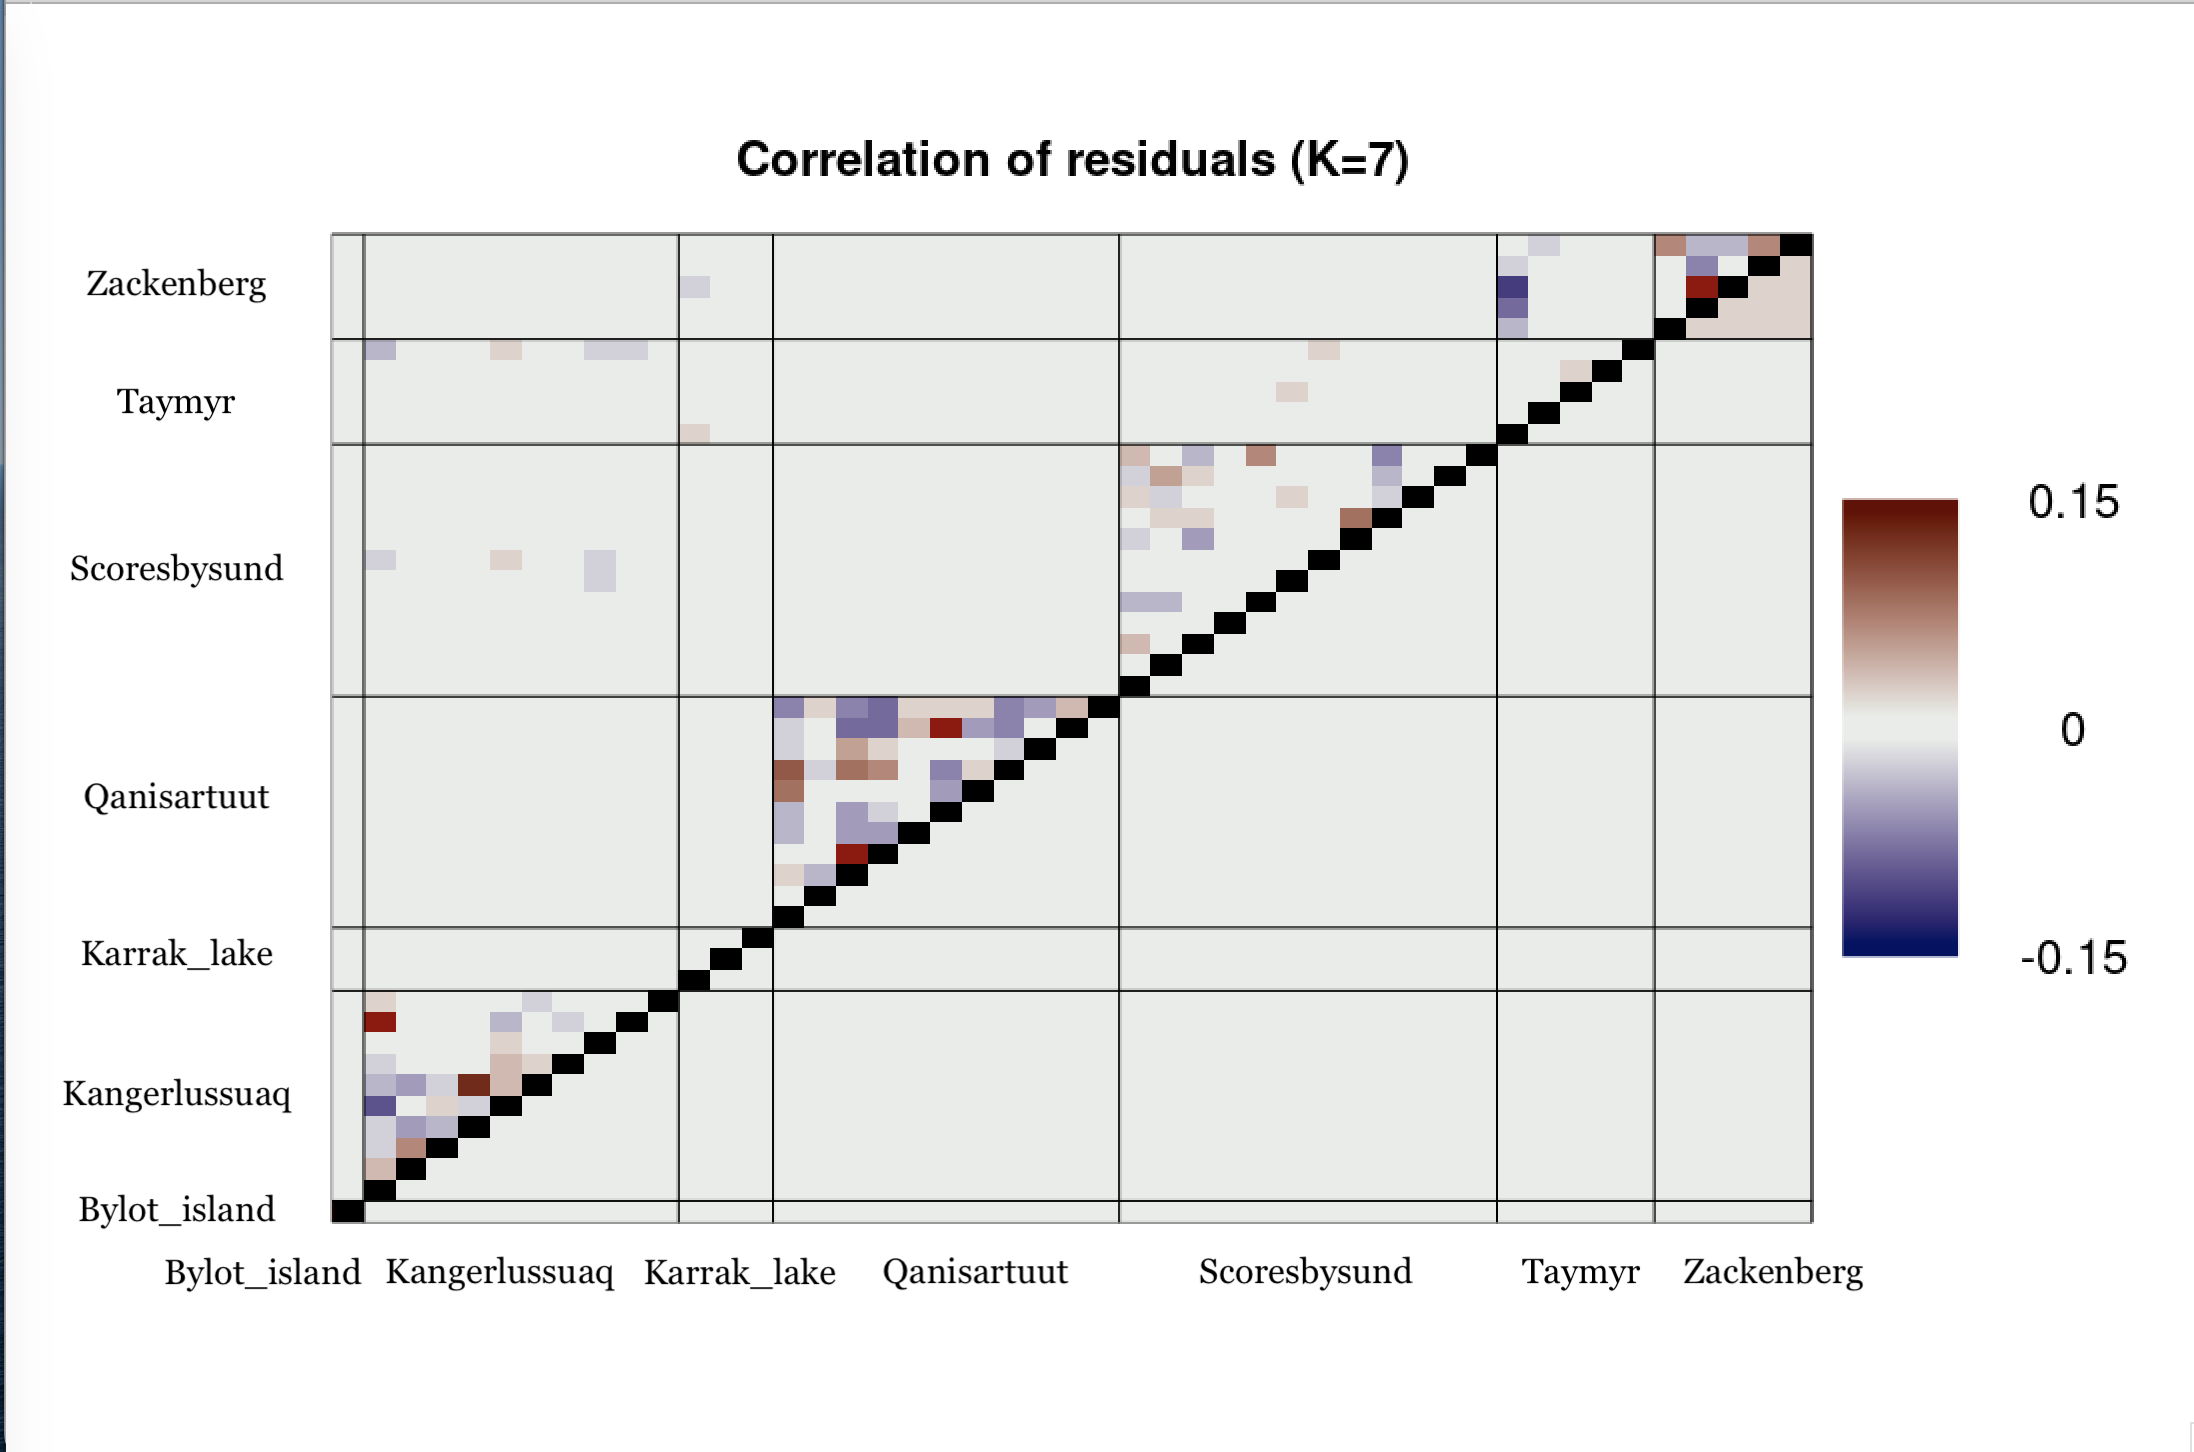 Correlation of residuals (K=7)
Zackenberg
Taymyr
Scoresbysund
Qanisartuut
Karrak_lake
Kangerlussuaq
Bylot_island
Bylot_island Kangerlussuaq Karrak_lake Qanisartuut Scoresbysund Taymyr Zackenberg
0.15
0
-0.15